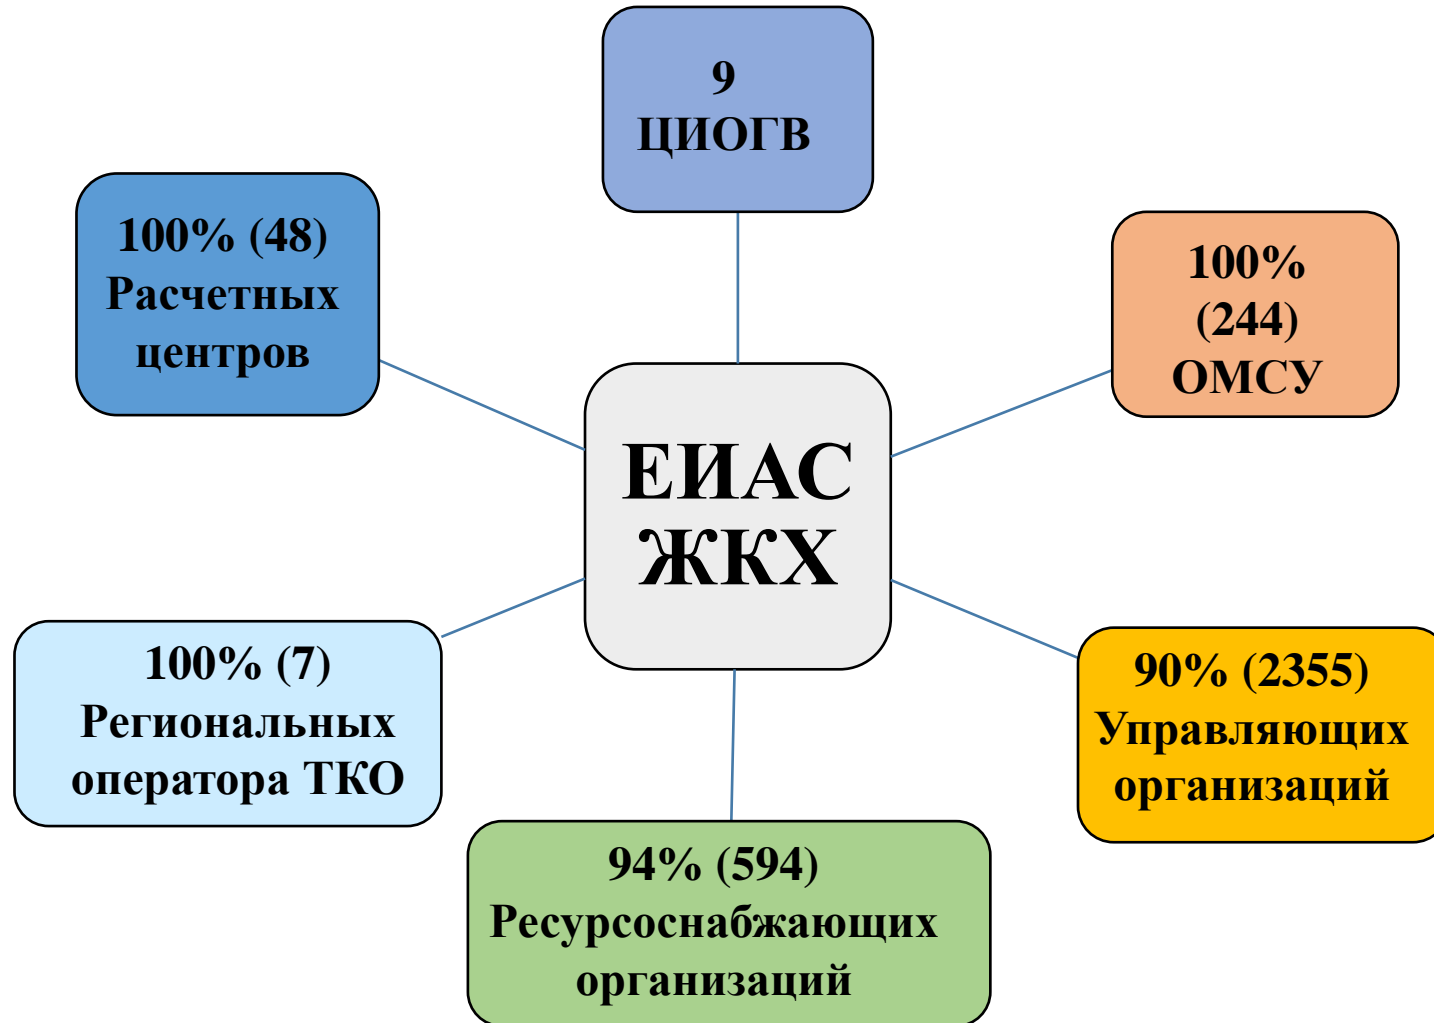 9
ЦИОГВ
100% (48)
Расчетных
центров
100%
(244)
ОМСУ
ЕИАС
ЖКХ
100% (7)
Региональных
оператора ТКО
90% (2355)
Управляющих
организаций
94% (594)
Ресурсоснабжающих
организаций